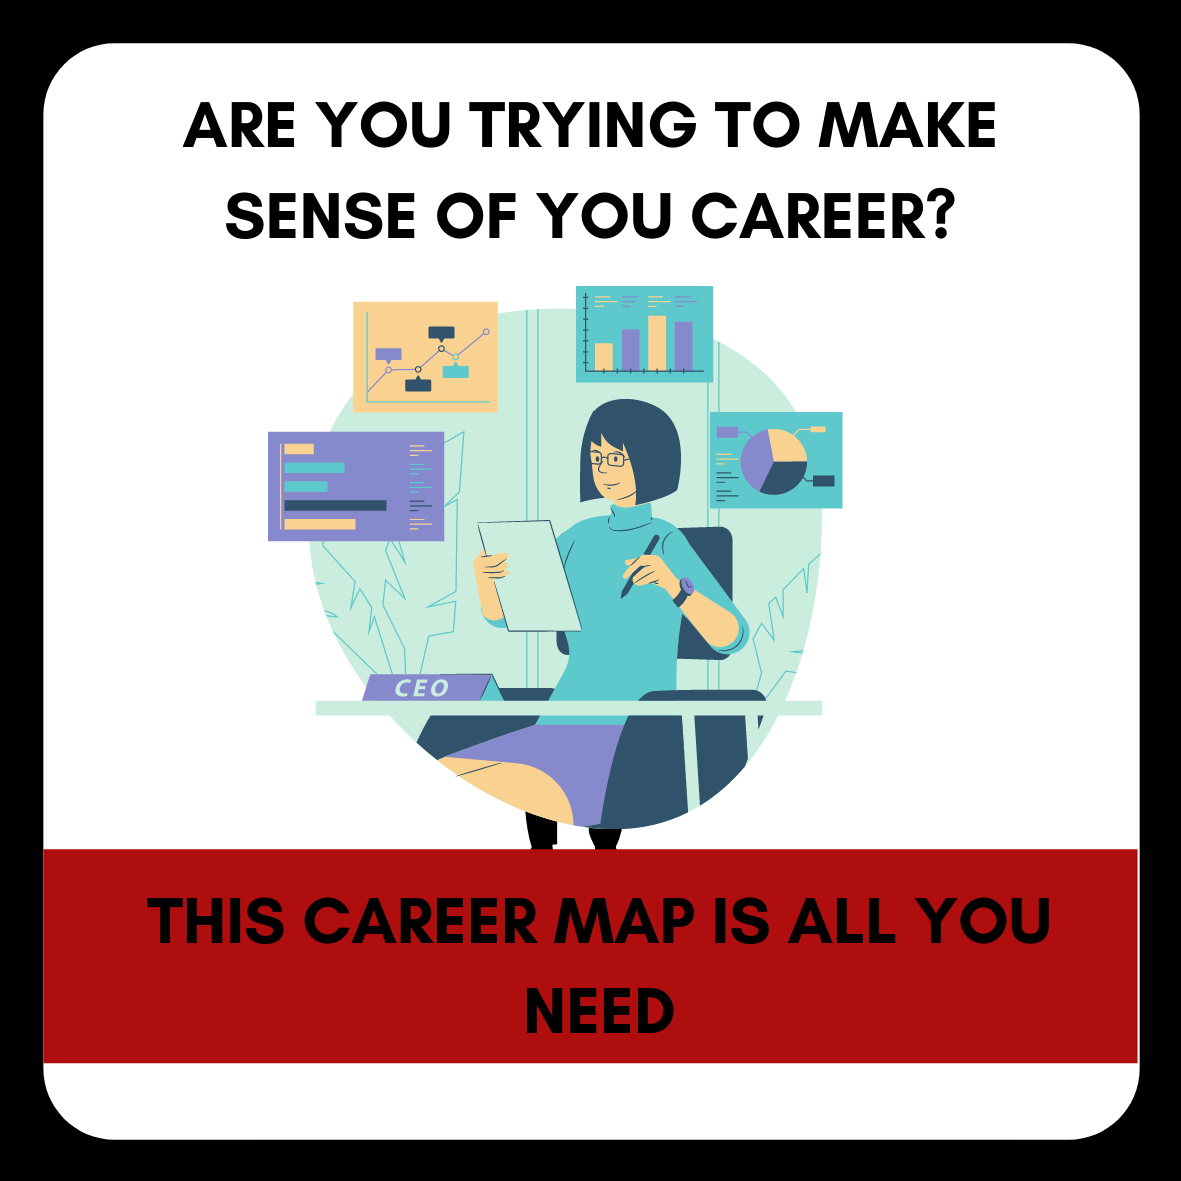 ARE YOU TRYING TO MAKE
SENSE OF YOU CAREER?
CEO
THIS CAREER MAP IS ALL YOU
NEED